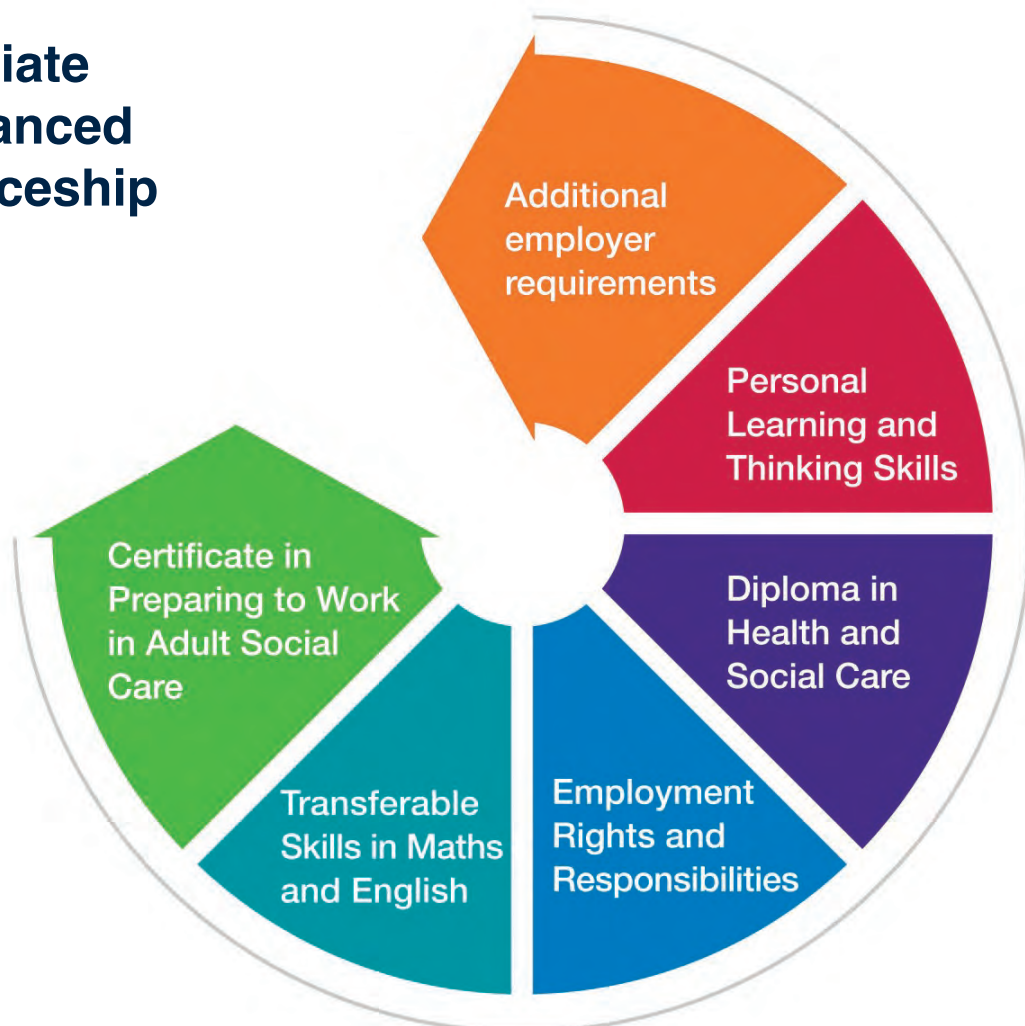 iate
anced
ceship
Additional
employer
requirements
Personal
Learning and
Thinking Skills
Diploma in
Health and
Social Care
Employment
Rights and
Responsibilities
Transferable
Skills in Maths
and English
Certificate in
Preparing to Work
in Adult Social
Care